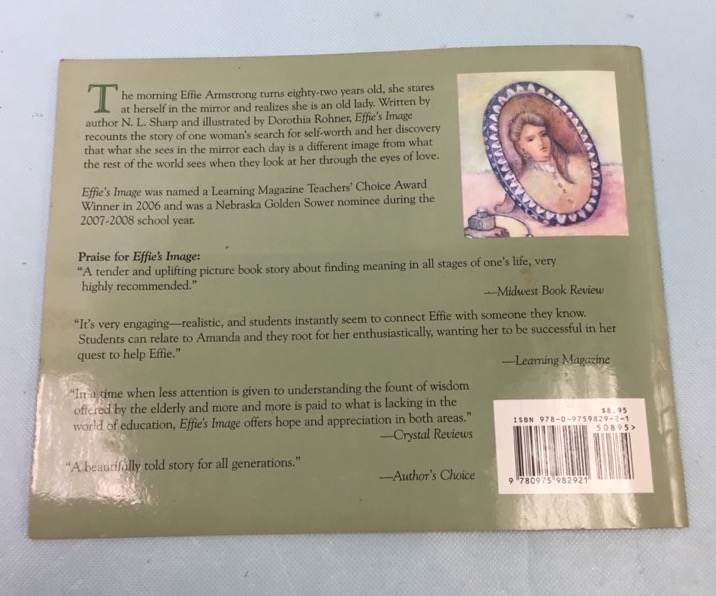 The morning Effie Armstrong turns eighty-two years old, she stares
at herself in the mirror and realizes she is an old lady. Written by
author N. L. Sharp and illustrated by Dorothia Rohner, Effie's Image
recounts the story of one woman's search for self-worth and her discovery
that what she sees in the mirror each day is a different image from what
the rest of the world sees when they look at her through the eyes of love.
Effie's Image was named a Learning Magazine Teachers' Choice Award
Winner in 2006 and was a Nebraska Golden Sower nominee during the
2007-2008 school year.
Praise for Effie's Image:
“A tender and uplifting picture book story about finding meaning in all stages of one's life, very
highly recommended.”
—Midwest Book Review
“It's very engaging—realistic, and students instantly seem to connect Effie with someone they know.
Students can relate to Amanda and they root for her enthusiastically, wanting her to be successful in her
quest to help Effie.”
—Learning Magazine
“In a time when less attention is given to understanding the fount of wisdom
offered by the elderly and more and more is paid to what is lacking in the
world of education, Effie's Image offers hope and appreciation in both areas.”
—Crystal Reviews
“A beautifully told story for all generations.”
—Author's Choice
$8.95
ISBN 978-0-9759829-2-1
50895>
9 780975 982921